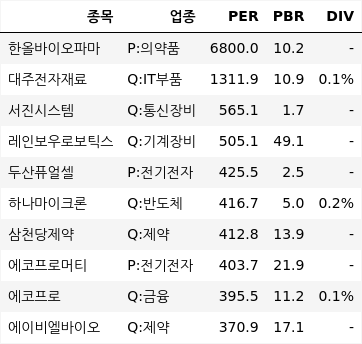 종목 업종 PER PBR DIV
한올바이오파마 P:의약품 6800.0 10.2 -
대주전자재료 Q:IT부품 1311.9 10.9 0.1%
서진시스템 Q:통신장비 565.1 1.7 -
레인보우로보틱스 Q:기계장비 505.1 49.1 -
두산퓨얼셀 P:전기전자 425.5 2.5 -
하나마이크론 Q:반도체 416.7 5.0 0.2%
삼천당제약 Q:제약 412.8 13.9 -
에코프로머티 P:전기전자 403.7 21.9 -
에코프로 Q:금융 395.5 11.2 0.1%
에이비엘바이오 Q:제약 370.9 17.1 -